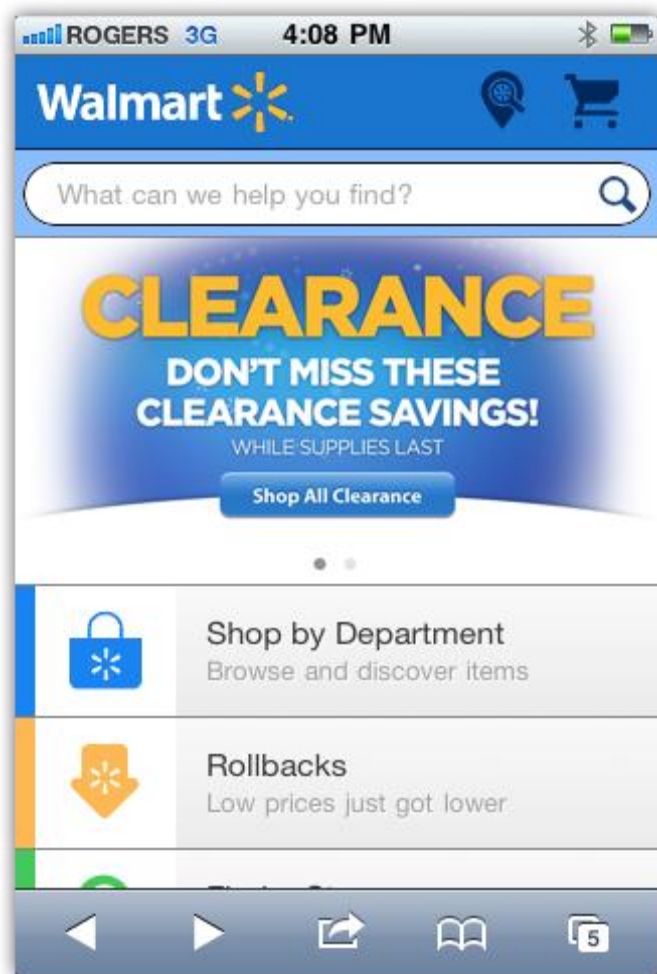 ROGERS 3G 4:08 PM
Walmart
What can we help you find?
CLEARANCE
DON'T MISS THESE
CLEARANCE SAVINGS!
WHILE SUPPLIES LAST
Shop All Clearance
Shop by Department
Browse and discover items
Rollbacks
Low prices just got lower
5